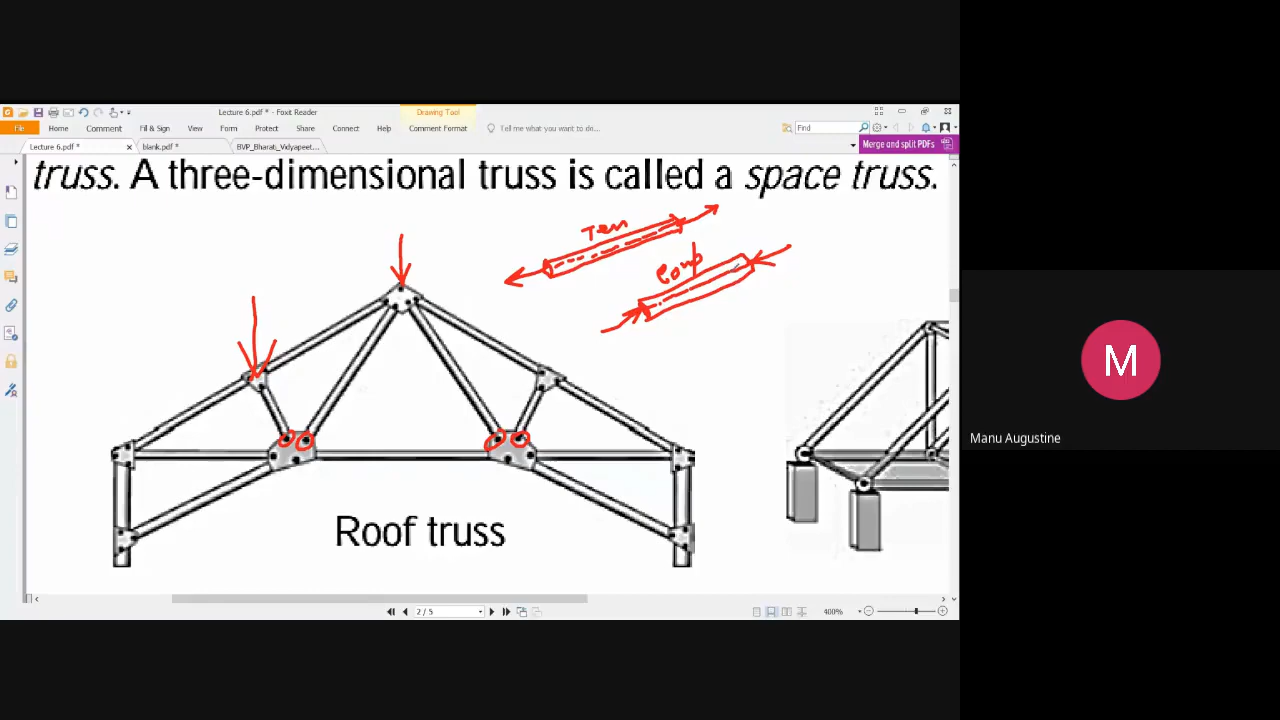 Lecture 6.pdf * - Foxit Reader
Drawing Tool
File Home Comment Fill & Sign View Form Protect Share Connect Help Comment Format Tell me what you want to do... Find
Lecture 6.pdf * blank.pdf * BVP_Bharati_Vidyapeet... Merge and split PDFs
truss. A three-dimensional truss is called a space truss.
Ten
Comp
M
Manu Augustine
Roof truss
2 / 5
400%